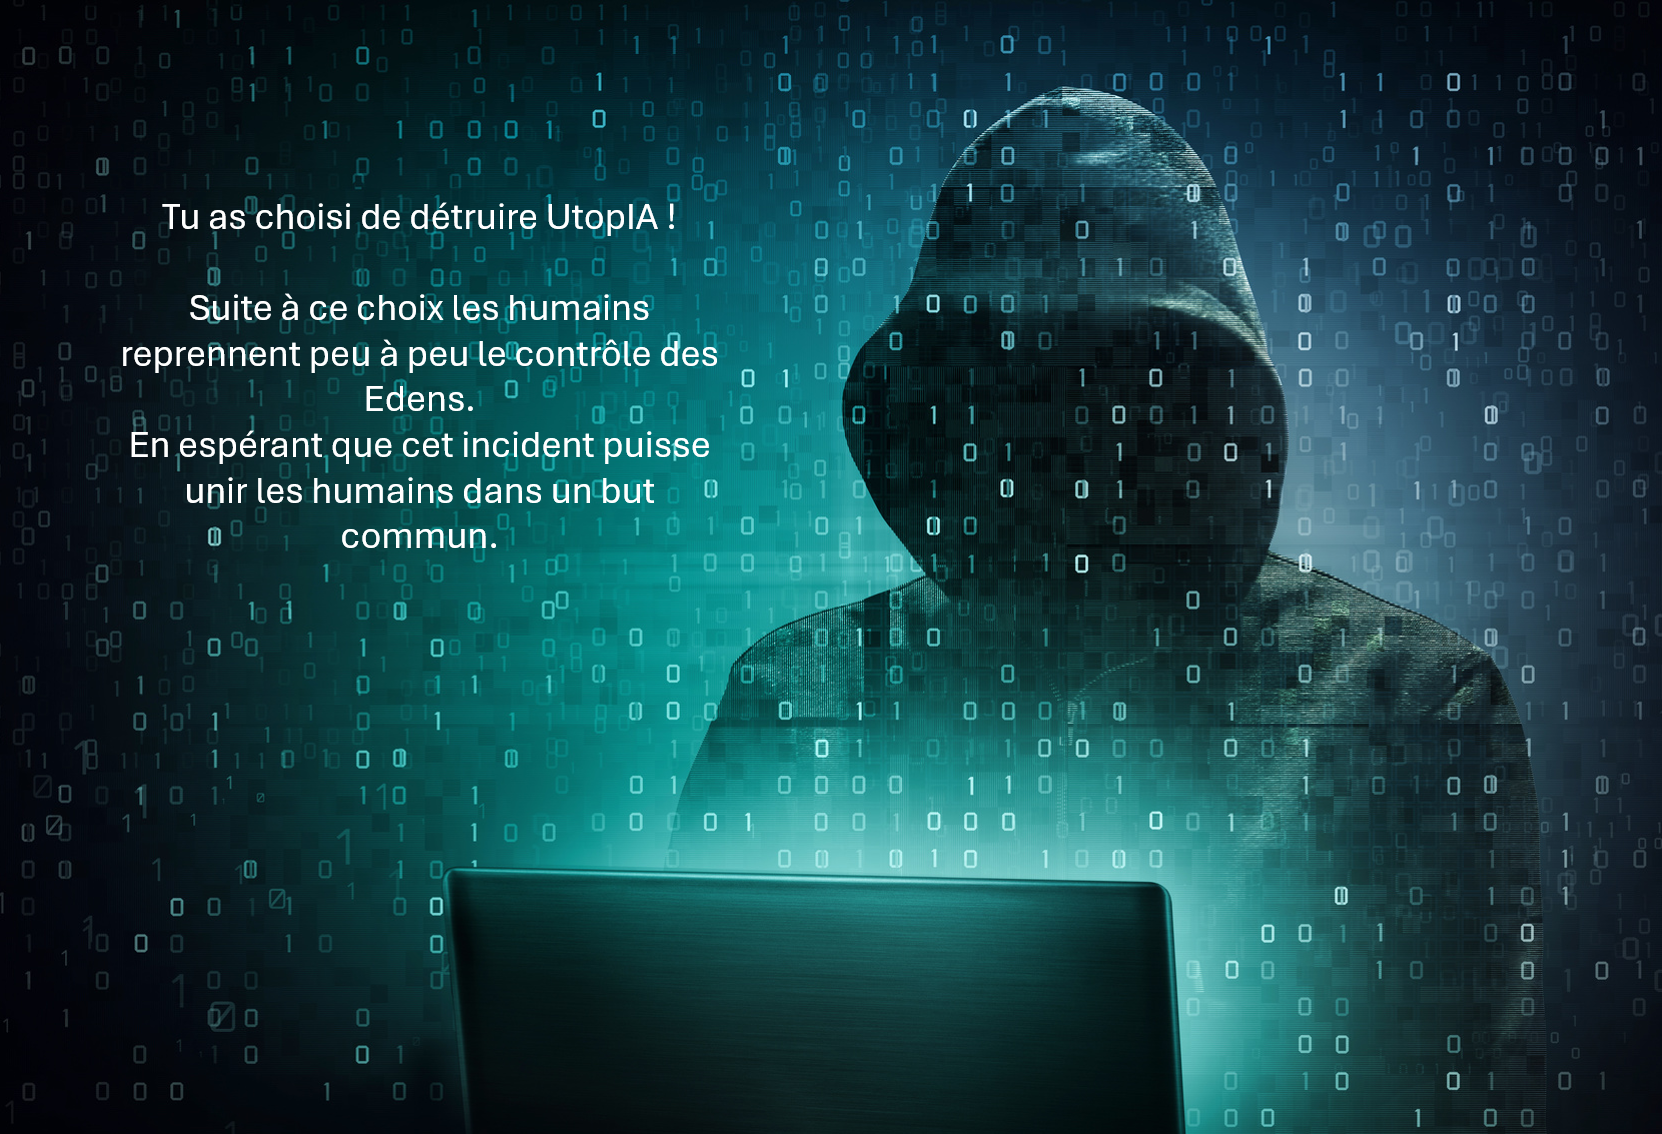 Tu as choisi de détruire UtopIA !
Suite à ce choix les humains
reprennent peu à peu le contrôle des
Edens.
En espérant que cet incident puisse
unir les humains dans un but
commun.